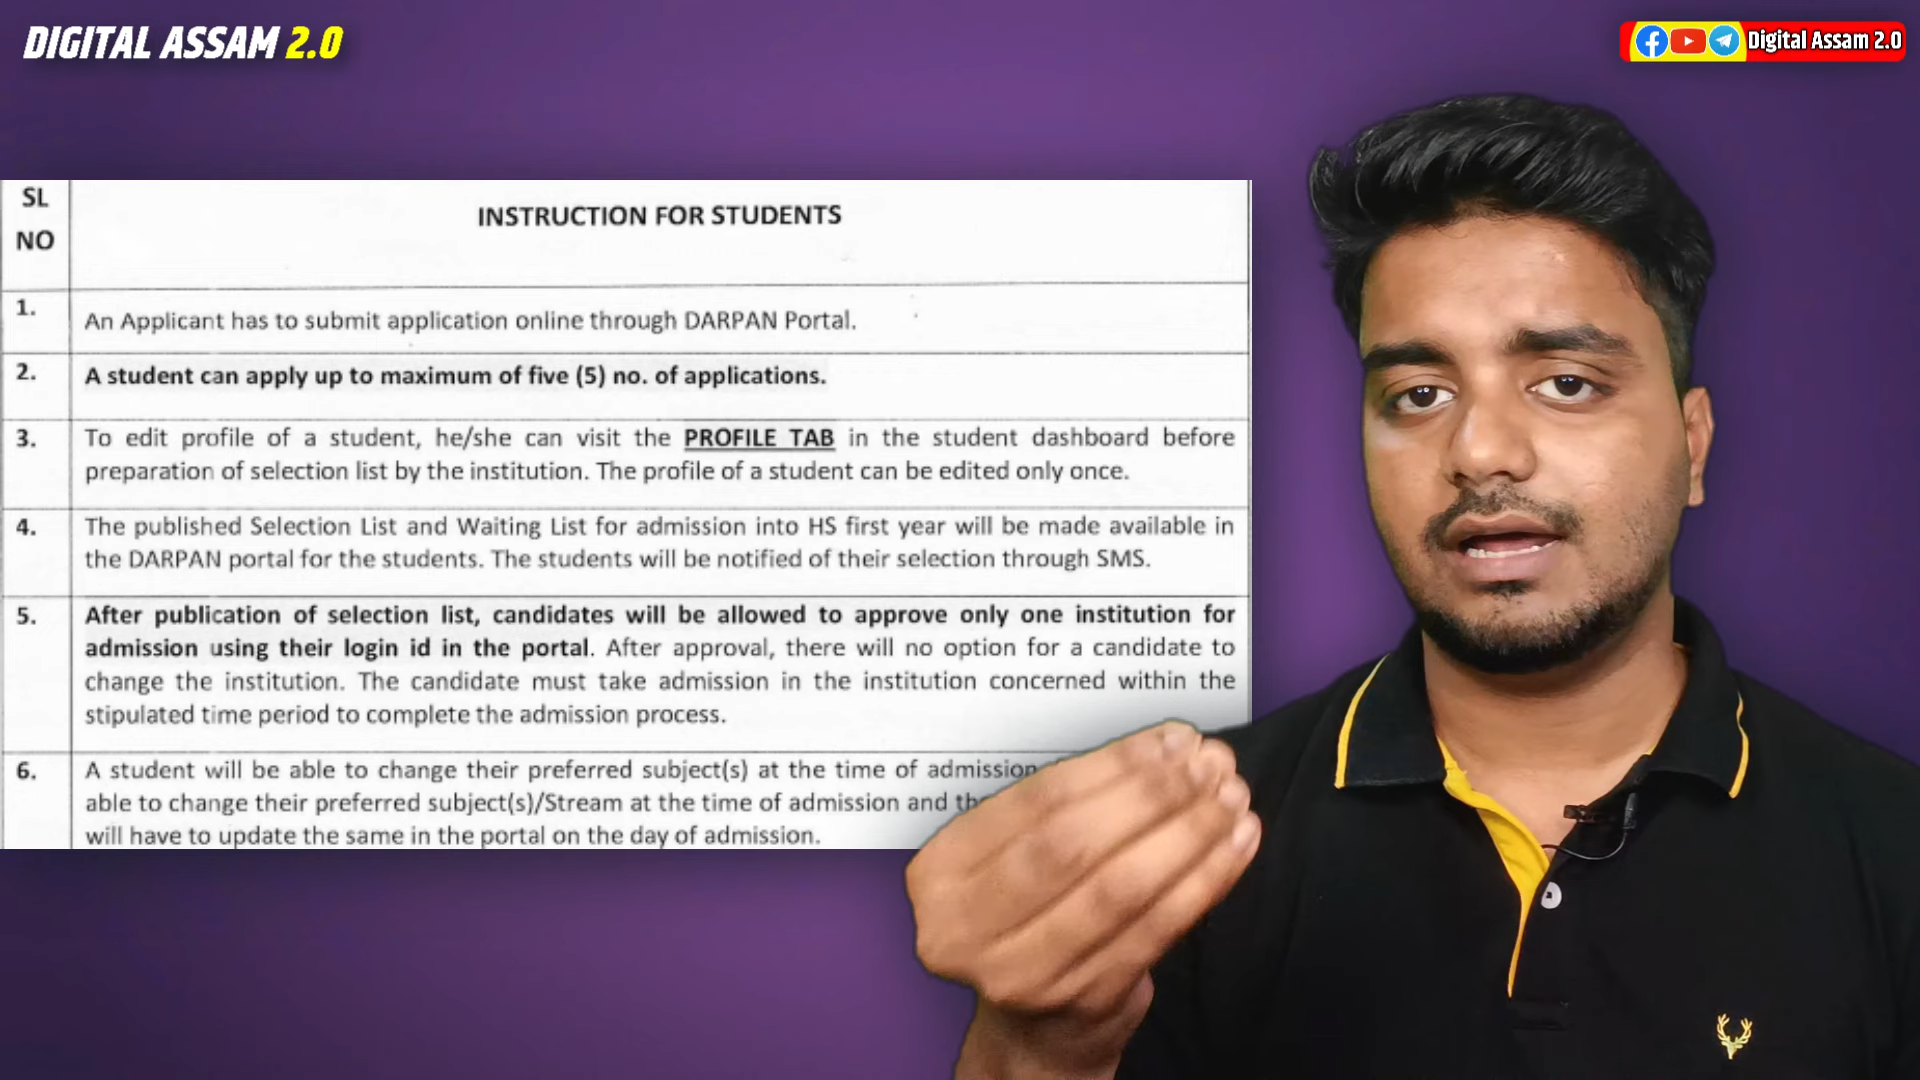 DIGITAL ASSAM 2.0
Digital Assam 2.0
SL
NO
INSTRUCTION FOR STUDENTS
1.
An Applicant has to submit application online through DARPAN Portal.
2.
A student can apply up to maximum of five (5) no. of applications.
3.
To edit profile of a student, he/she can visit the PROFILE TAB in the student dashboard before
preparation of selection list by the institution. The profile of a student can be edited only once.
4.
The published Selection List and Waiting List for admission into HS first year will be made available in
the DARPAN portal for the students. The students will be notified of their selection through SMS.
5.
After publication of selection list, candidates will be allowed to approve only one institution for
admission using their login id in the portal. After approval, there will no option for a candidate to
change the institution. The candidate must take admission in the institution concerned within the
stipulated time period to complete the admission process.
6.
A student will be able to change their preferred subject(s) at the time of admission
able to change their preferred subject(s)/Stream at the time of admission and
will have to update the same in the portal on the day of admission.